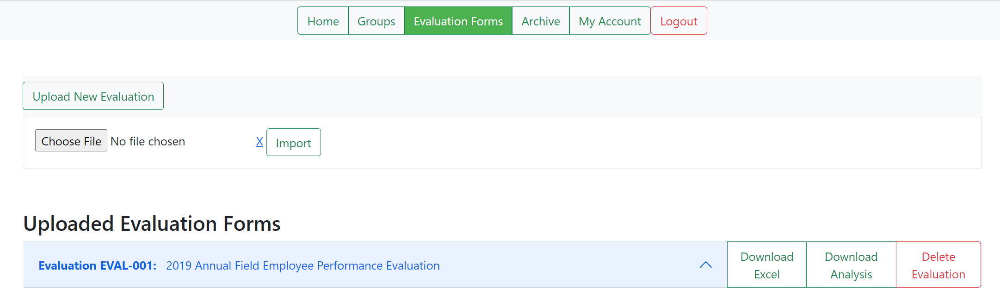 Home Groups Evaluation Forms Archive My Account Logout
Upload New Evaluation
Choose File No file chosen X Import
Uploaded Evaluation Forms
Evaluation EVAL-001: 2019 Annual Field Employee Performance Evaluation
Download
Excel
Download
Analysis
Delete
Evaluation